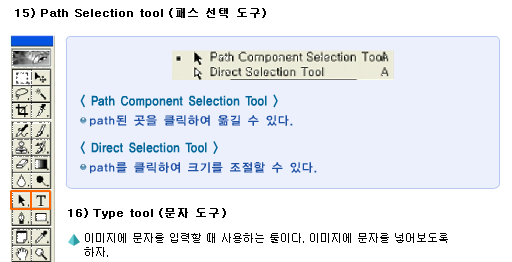 15) Path Selection tool (패스 선택 도구)
Path Component Selection Tool A
Direct Selection Tool A
< Path Component Selection Tool >
path된 곳을 클릭하여 옮길 수 있다.
< Direct Selection Tool >
path를 클릭하여 크기를 조절할 수 있다.
T
16) Type tool (문자 도구)
이미지에 문자를 입력할 때 사용하는 툴이다. 이미지에 문자를 넣어보도록
하자.